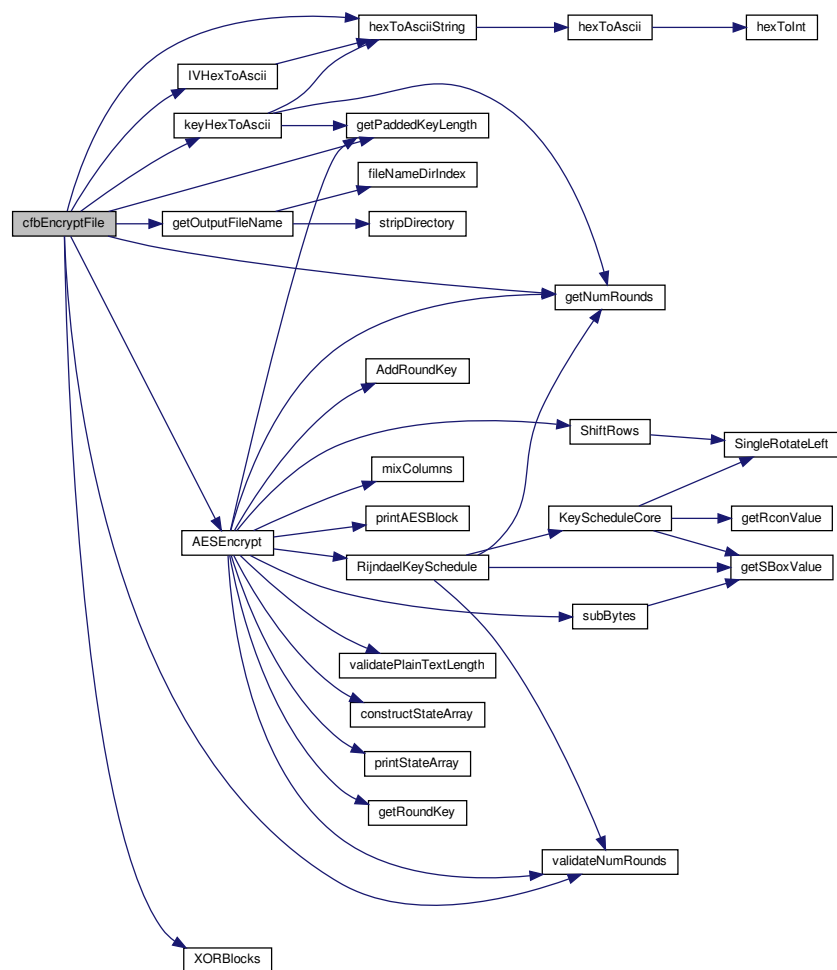 hexToAsciiString
hexToAscii
hexToInt
IVHexToAscii
keyHexToAscii
getPaddedKeyLength
fileNameDirIndex
cfbEncryptFile
getOutputFileName
stripDirectory
getNumRounds
AddRoundKey
ShiftRows
SingleRotateLeft
mixColumns
printAESBlock
KeyScheduleCore
getRconValue
AESEncrypt
RijndaelKeySchedule
getSBoxValue
subBytes
validatePlainTextLength
constructStateArray
printStateArray
getRoundKey
validateNumRounds
XORBlocks